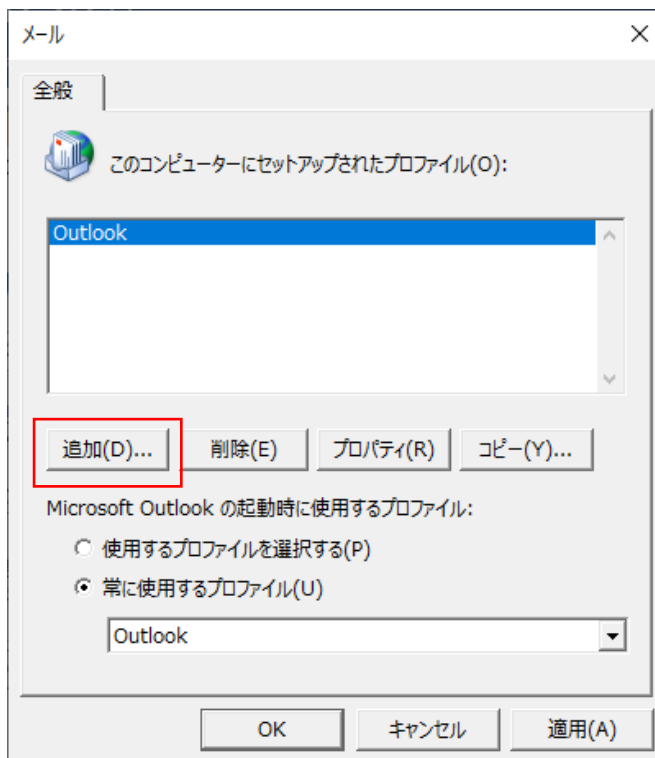 メール
全般
このコンピューターにセットアップされたプロファイル(O):
Outlook
追加(D)... 削除(E) プロパティ(R) コピー(Y)...
Microsoft Outlook の起動時に使用するプロファイル:
使用するプロファイルを選択する(P)
常に使用するプロファイル(U)
Outlook
OK キャンセル 適用(A)